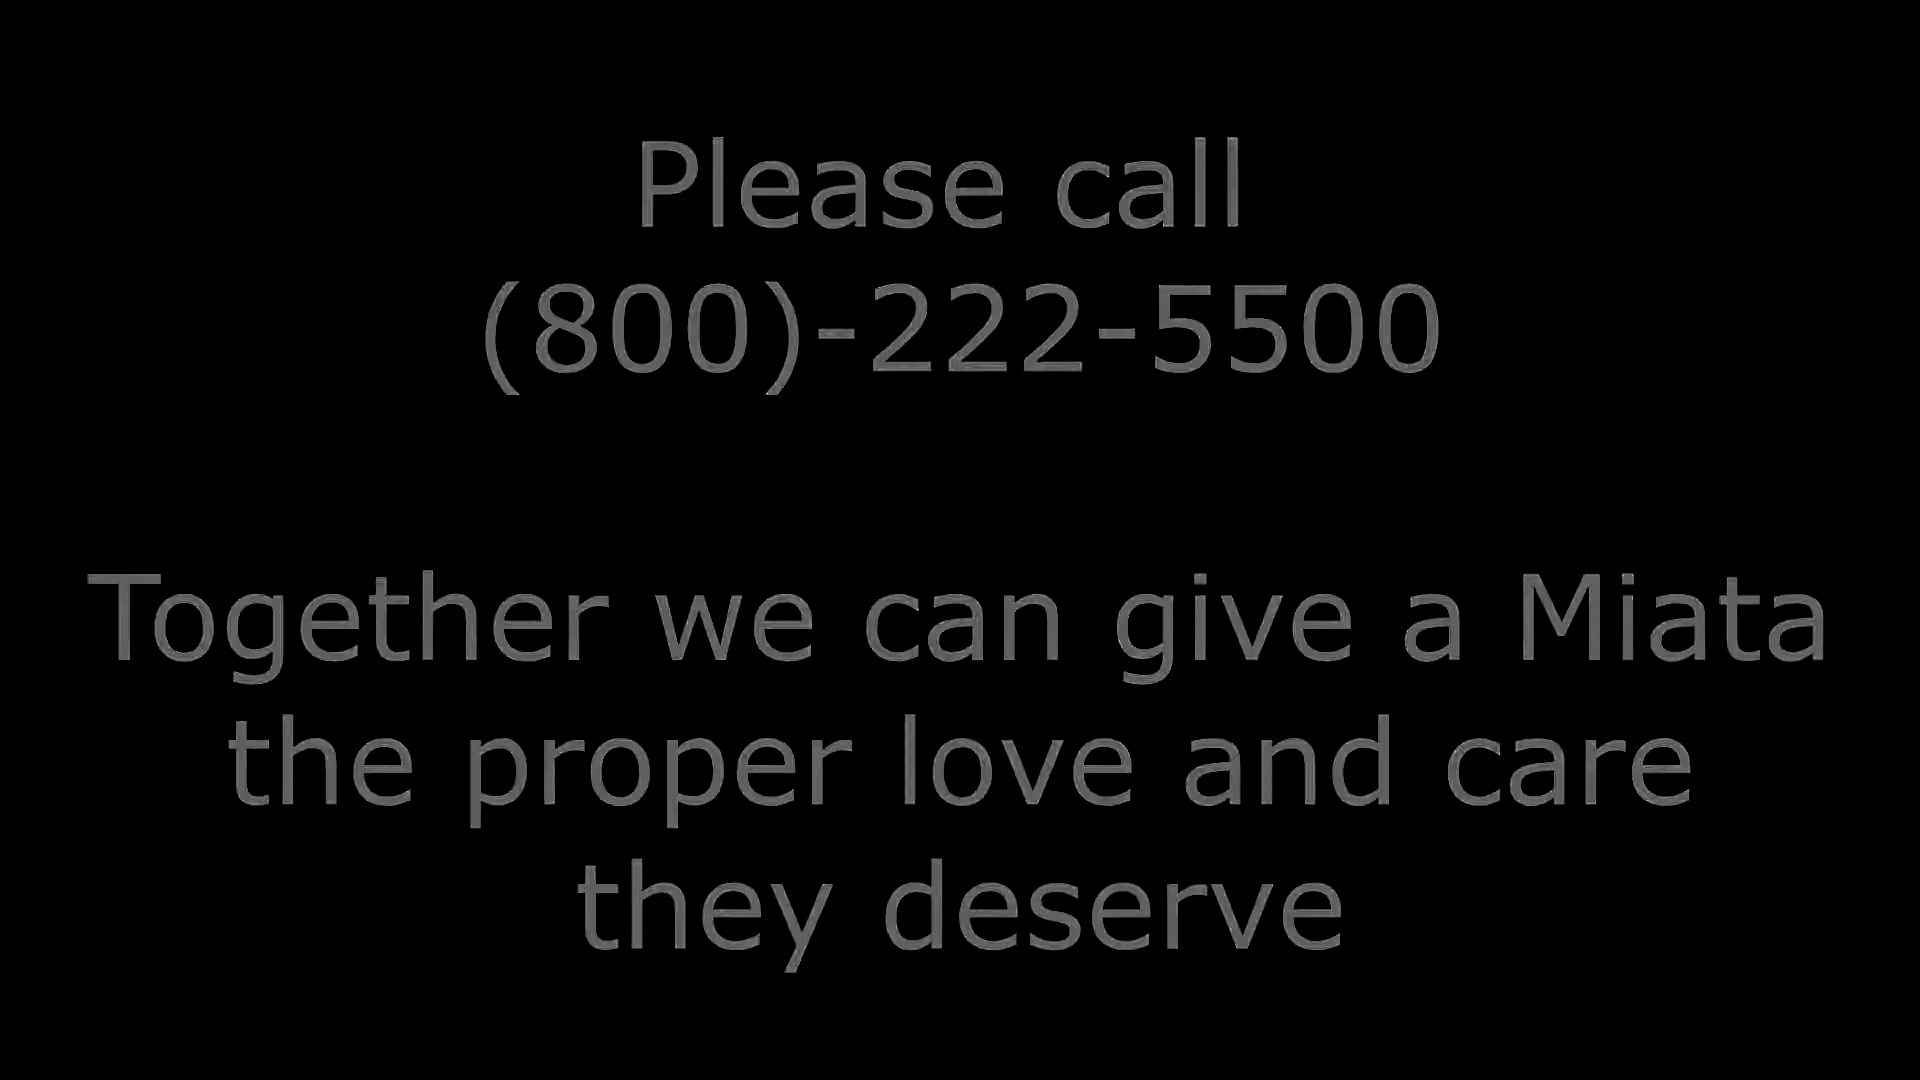 Please call
(800)-222-5500
Together we can give a Miata
the proper love and care
they deserve